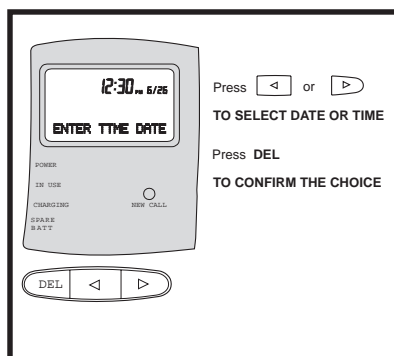 12:30 PM 6/26
ENTER TTME DATE
POWER
IN USE
CHARGING
NEW CALL
SPARE
BATT
DEL
Press or
TO SELECT DATE OR TIME
Press DEL
TO CONFIRM THE CHOICE